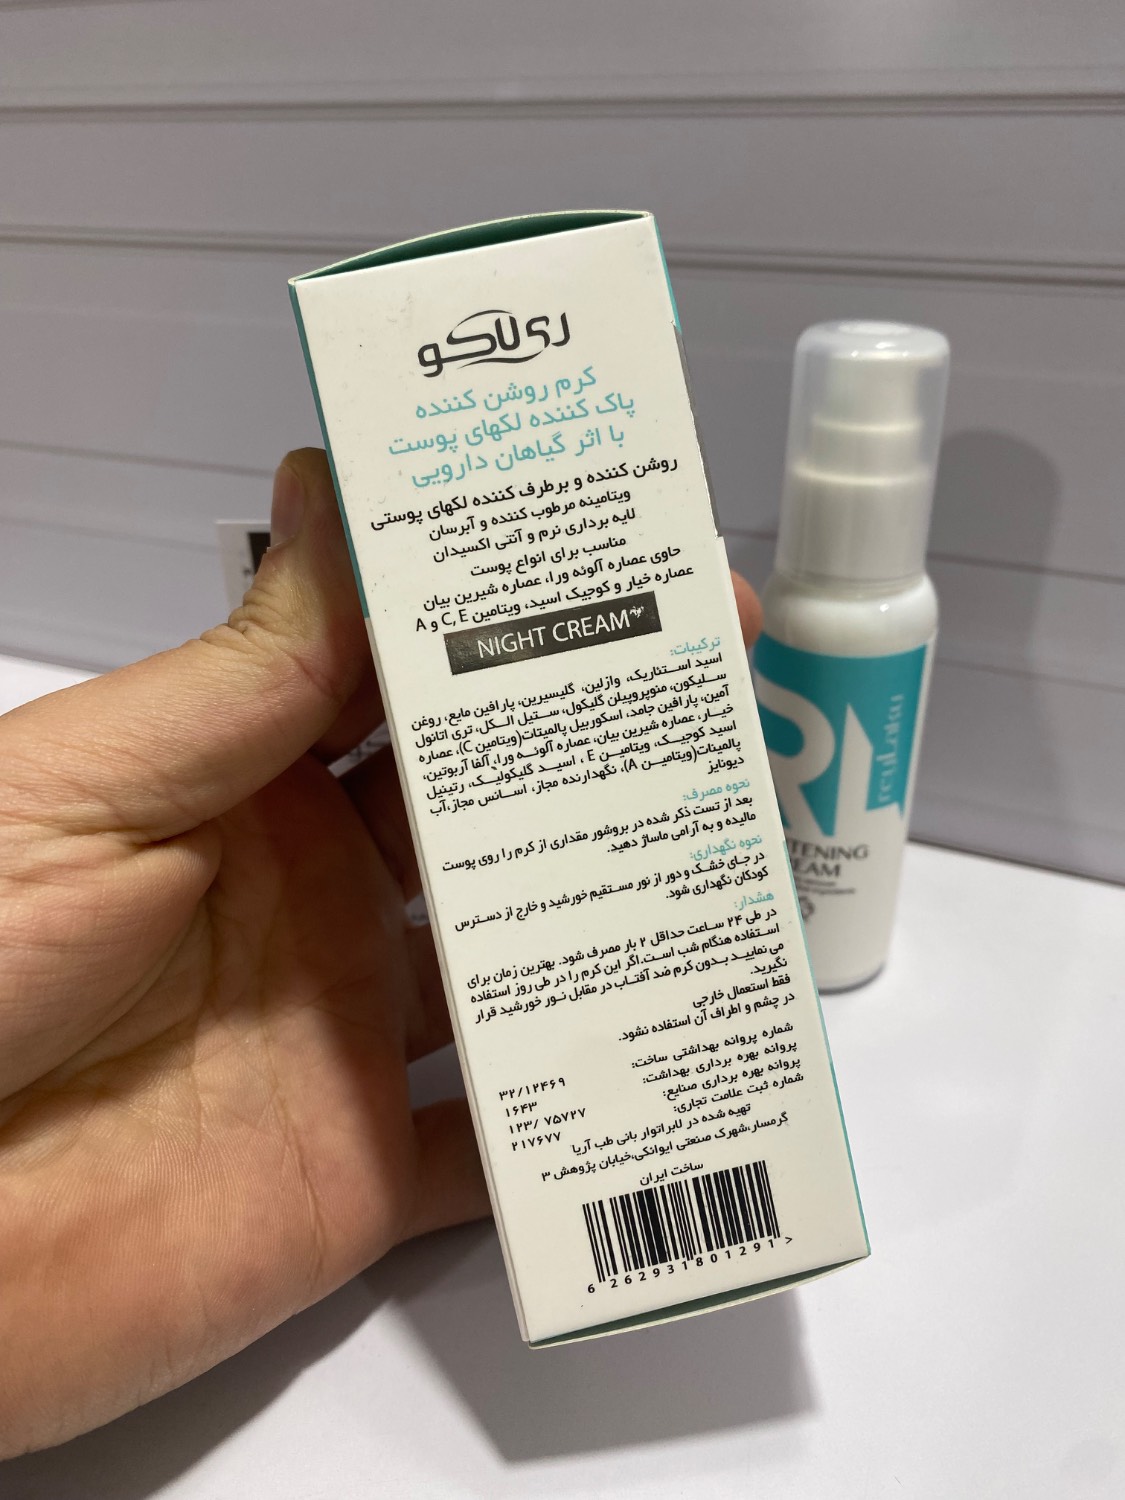 ری لاکو
کرم روشن کننده
پاک کننده لکهای پوست
با اثر گیاهان دارویی
روشن کننده و برطرف کننده لکهای پوستی
ویتامینه مرطوب کننده و آبرسان
لایه برداری نرم و آنتی اکسیدان
مناسب برای انواع پوست
حاوی عصاره آلوئه ورا، عصاره شیرین بیان
عصاره خیار و کوجیک اسید، ویتامین C, E و A
NIGHT CREAM
ترکیبات:
اسید استئاریک، وازلین، گلیسیرین، پارافین مایع، روغن
سلیکون، منوپروپیلن گلیکول، ستیل الکل، تری اتانول
آمین، پارافین جامد، اسکوربیل پالمیتات(ویتامین C)، عصاره
خیار، عصاره شیرین بیان، عصاره آلوئه ورا، آلفا آربوتین،
اسید کوجیک، ویتامین E ، اسید گلیکولیک، رتینیل
پالمیتات(ویتامین A)، نگهدارنده مجاز، اسانس مجاز،آب
دیونایز
نحوه مصرف:
بعد از تست ذکر شده در بروشور مقداری از کرم را روی پوست
مالیده و به آرامی ماساژ دهید.
نحوه نگهداری:
در جای خشک و دور از نور مستقیم خورشید و خارج از دسترس
کودکان نگهداری شود.
هشدار:
در طی ۲۴ ساعت حداقل ۲ بار مصرف شود. بهترین زمان برای
استفاده هنگام شب است.اگر این کرم را در طی روز استفاده
می نمایید بدون کرم ضد آفتاب در مقابل نور خورشید قرار
نگیرید.
فقط استعمال خارجی
در چشم و اطراف آن استفاده نشود.
شماره پروانه بهداشتی ساخت: ۳۲/۱۲۴۶۹
پروانه بهره برداری بهداشت: ۱۶۴۳
پروانه بهره برداری صنایع: ۱۲۳/ ۷۵۷۲۷
شماره ثبت علامت تجاری: ۲۱۷۶۷۷
تهیه شده در لابراتوار بانی طب آریا
گرمسار،شهرک صنعتی ایوانکی،خیابان پژوهش ۳
ساخت ایران
6 262931 801291 >
RL
reyLaku
TENING
EAM